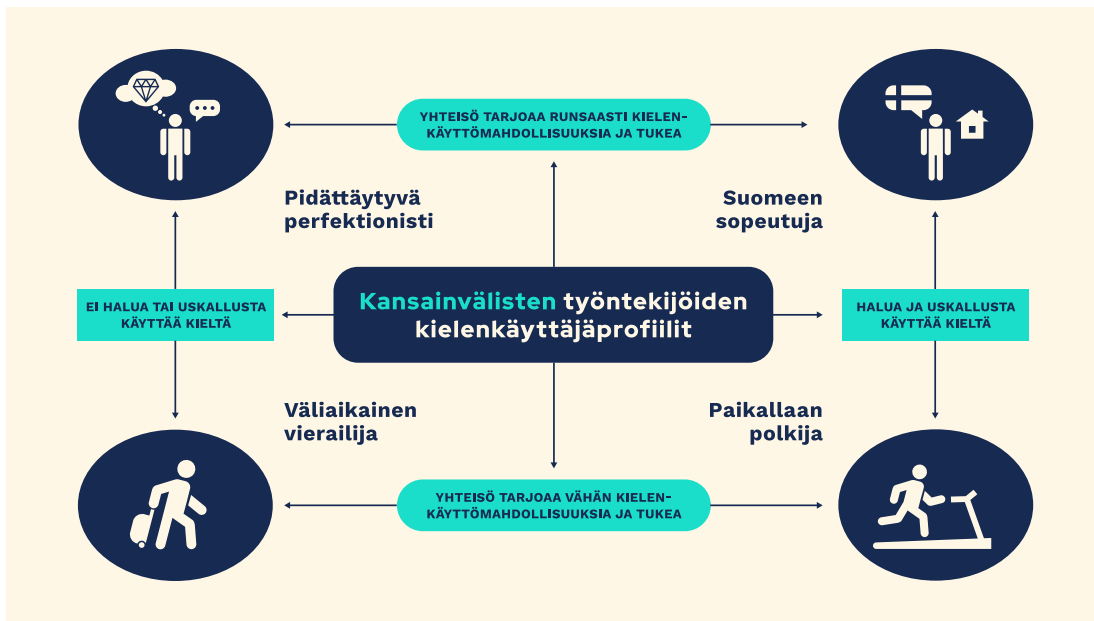 YHTEISÖ TARJOAA RUNSAASTI KIELEN-
KÄYTTÖMAHDOLLISUUKSIA JA TUKEA
Pidättäytyvä
perfektionisti
Suomeen
sopeutuja
EI HALUA TAI USKALLUSTA
KÄYTTÄÄ KIELTÄ
Kansainvälisten työntekijöiden
kielenkäyttäjäprofiilit
HALUA JA USKALLUSTA
KÄYTTÄÄ KIELTÄ
Väliaikainen
vierailija
Paikallaan
polkija
YHTEISÖ TARJOAA VÄHÄN KIELEN-
KÄYTTÖMAHDOLLISUUKSIA JA TUKEA